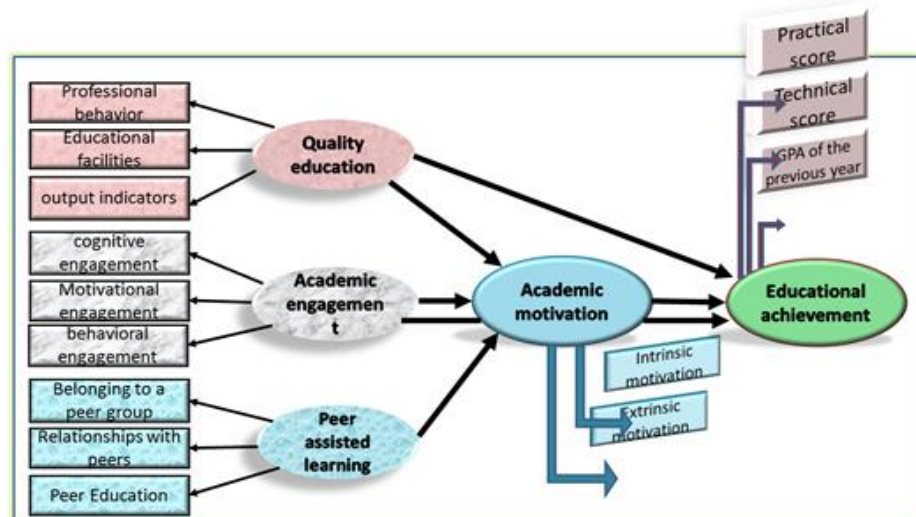 Practical
score
Technical
score
GPA of the
previous year
Professional
behavior
Educational
facilities
output indicators
Quality
education
cognitive
engagement
Motivational
engagement
behavioral
engagement
Academic
engagemen
t
Academic
motivation
Educational
achievement
Intrinsic
motivation
Extrinsic
motivation
Belonging to a
peer group
Relationships with
peers
Peer Education
Peer
assisted
learning